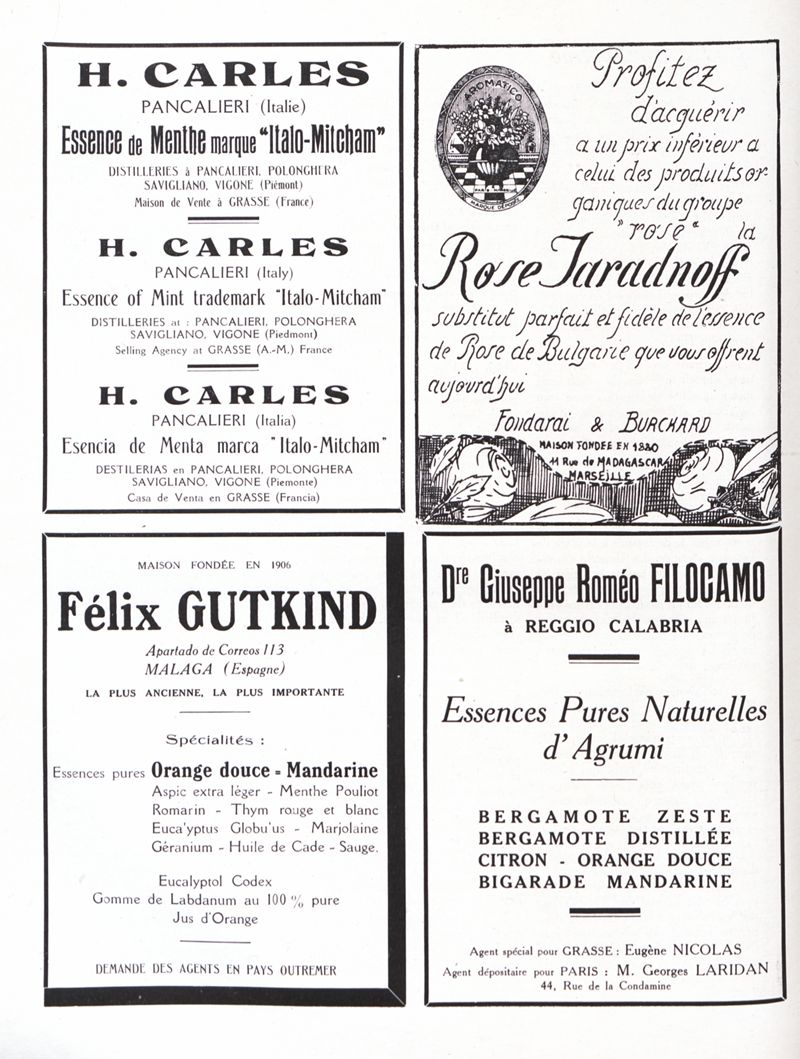 H. CARLES
PANCALIERI (Italie)
Essence de Menthe marque "Italo-Mitcham"
DISTILLERIES à PANCALIERI, POLONGHERA
SAVIGLIANO, VIGONE (Piémont)
Maison de Vente à GRASSE (France)
H. CARLES
PANCALIERI (Italy)
Essence of Mint trademark "Italo-Mitcham"
DISTILLERIES at : PANCALIERI, POLONGHERA
SAVIGLIANO, VIGONE (Piedmont)
Selling Agency at GRASSE (A.-M.) France
H. CARLES
PANCALIERI (Italia)
Esencia de Menta marca "Italo-Mitcham"
DESTILERIAS en PANCALIERI, POLONGHERA
SAVIGLIANO, VIGONE (Piemonte)
Casa de Venta en GRASSE (Francia)
AROMATICO
MARQUE DÉPOSÉE
Profitez
d'acquérir
a un prix inférieur a
celui des produits or-
ganiques du groupe
"rose" la
Rose Jaradnoff
substitut parfait et fidèle de l'essence
de Rose de Bulgarie que vous offrent
aujourd'hui
Fondarai & BURCHARD
MAISON FONDEE EN 1880
11 Rue de MADAGASCAR
MARSEILLE
MAISON FONDÉE EN 1906
Félix GUTKIND
Apartado de Correos 113
MALAGA (Espagne)
LA PLUS ANCIENNE, LA PLUS IMPORTANTE
Spécialités :
Essences pures Orange douce - Mandarine
Aspic extra léger - Menthe Pouliot
Romarin - Thym rouge et blanc
Euca'yptus Globu'us - Marjolaine
Géranium - Huile de Cade - Sauge.
Eucalyptol Codex
Gomme de Labdanum au 100 % pure
Jus d'Orange
DEMANDE DES AGENTS EN PAYS OUTREMER
Dre Giuseppe Roméo FILOCAMO
à REGGIO CALABRIA
Essences Pures Naturelles
d'Agrumi
BERGAMOTE ZESTE
BERGAMOTE DISTILLÉE
CITRON - ORANGE DOUCE
BIGARADE MANDARINE
Agent spécial pour GRASSE : Eugène NICOLAS
Agent dépositaire pour PARIS : M. Georges LARIDAN
44, Rue de la Condamine